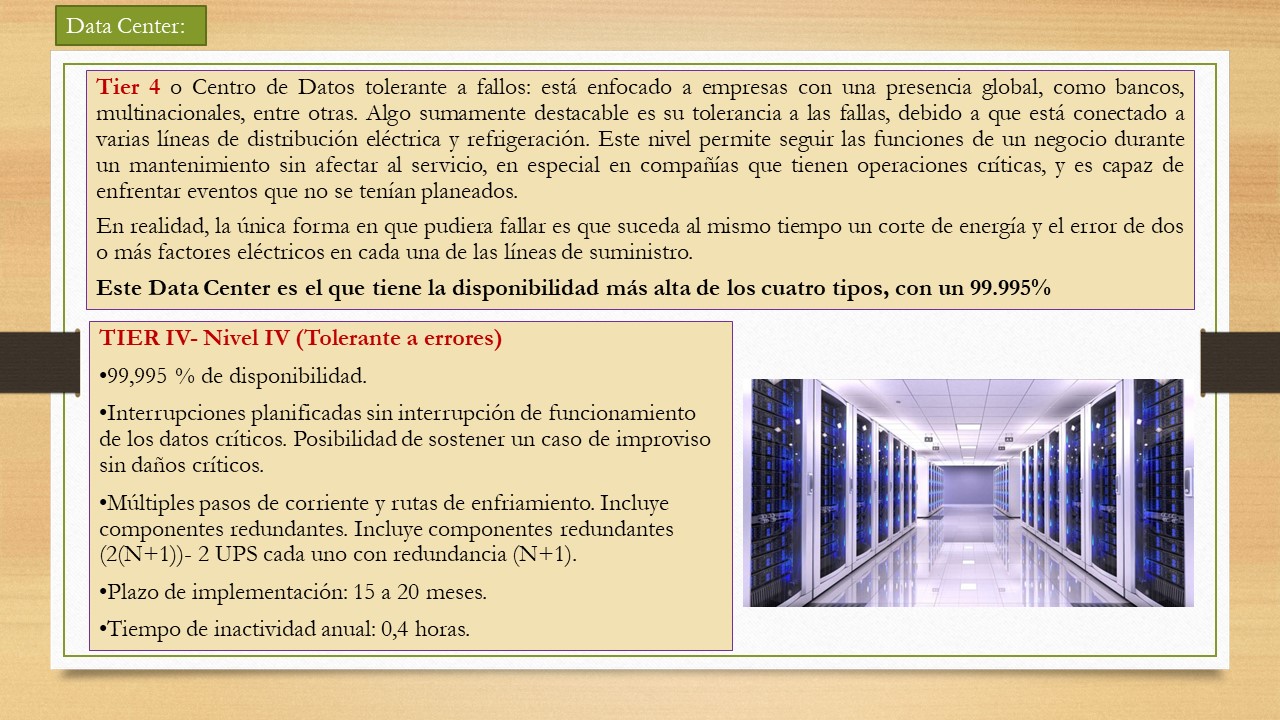 Data Center:
Tier 4 o Centro de Datos tolerante a fallos: está enfocado a empresas con una presencia global, como bancos,
multinacionales, entre otras. Algo sumamente destacable es su tolerancia a las fallas, debido a que está conectado a
varias líneas de distribución eléctrica y refrigeración. Este nivel permite seguir las funciones de un negocio durante
un mantenimiento sin afectar al servicio, en especial en compañías que tienen operaciones críticas, y es capaz de
enfrentar eventos que no se tenían planeados.
En realidad, la única forma en que pudiera fallar es que suceda al mismo tiempo un corte de energía y el error de dos
o más factores eléctricos en cada una de las líneas de suministro.
Este Data Center es el que tiene la disponibilidad más alta de los cuatro tipos, con un 99.995%
TIER IV- Nivel IV (Tolerante a errores)
•99,995 % de disponibilidad.
•Interrupciones planificadas sin interrupción de funcionamiento
de los datos críticos. Posibilidad de sostener un caso de improviso
sin daños críticos.
•Múltiples pasos de corriente y rutas de enfriamiento. Incluye
componentes redundantes. Incluye componentes redundantes
(2(N+1))- 2 UPS cada uno con redundancia (N+1).
•Plazo de implementación: 15 a 20 meses.
•Tiempo de inactividad anual: 0,4 horas.